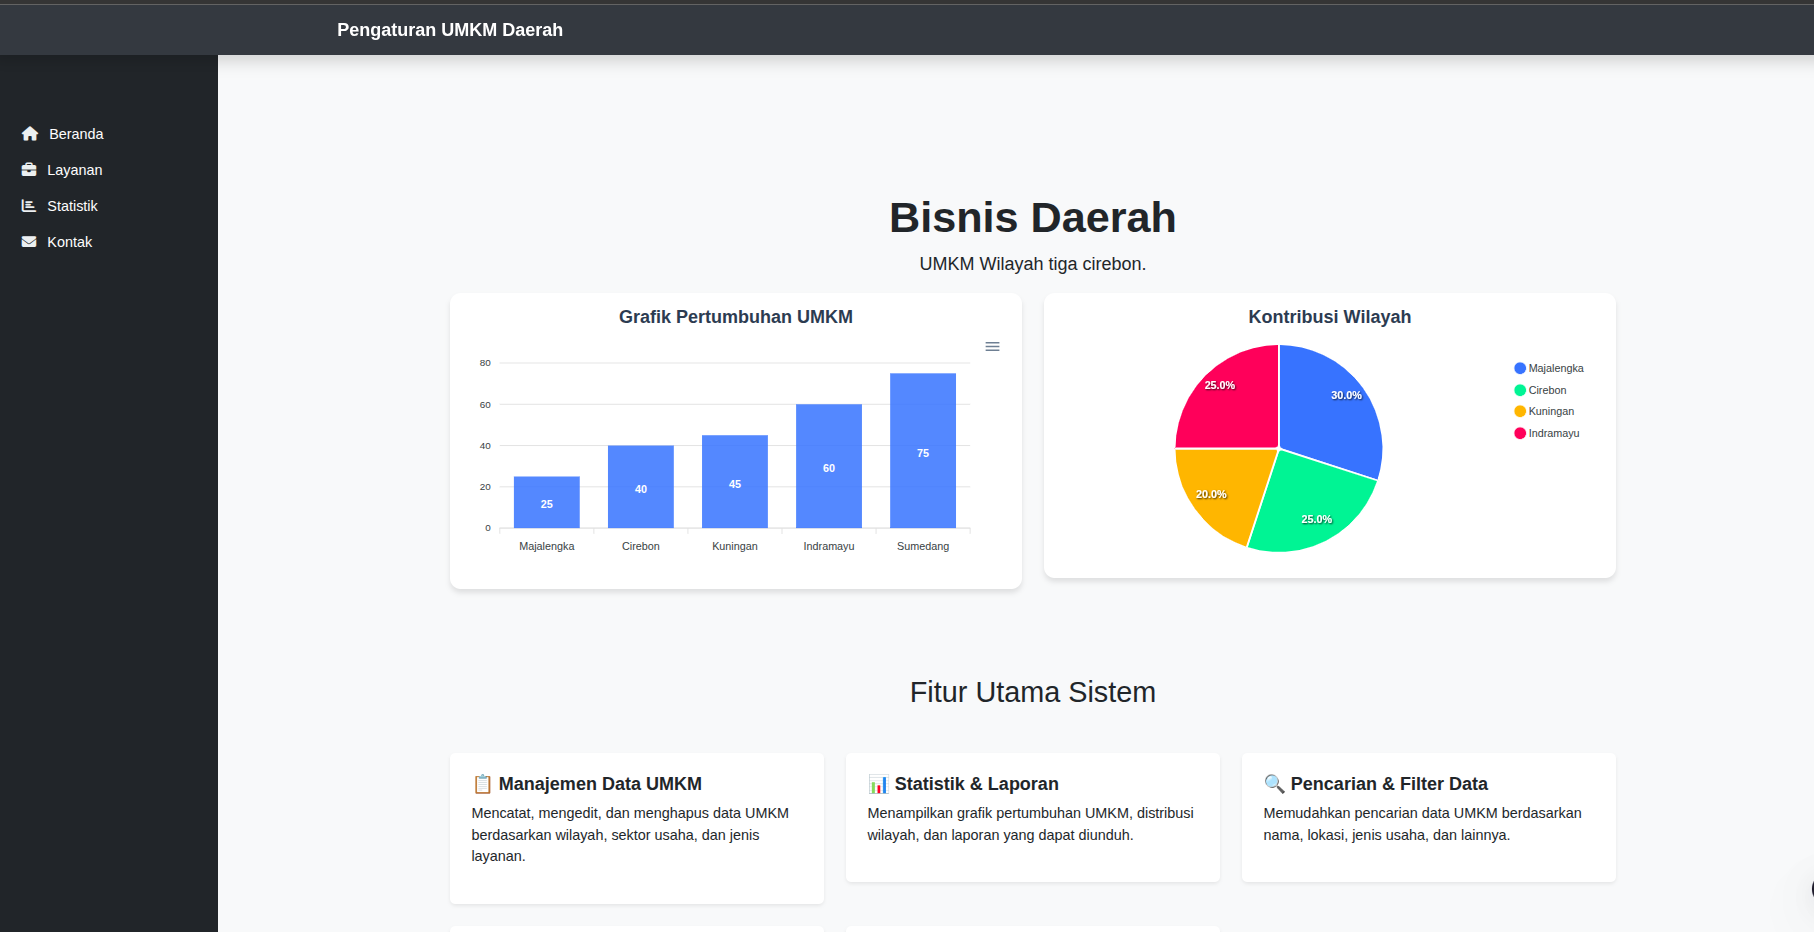 Pengaturan UMKM Daerah
Beranda
Layanan
Statistik
Kontak
Bisnis Daerah
UMKM Wilayah tiga cirebon.
Grafik Pertumbuhan UMKM
80
60
40
20
0
25
40
45
60
75
Majalengka
Cirebon
Kuningan
Indramayu
Sumedang
Kontribusi Wilayah
25.0%
30.0%
20.0%
25.0%
Majalengka
Cirebon
Kuningan
Indramayu
Fitur Utama Sistem
📋 Manajemen Data UMKM
Mencatat, mengedit, dan menghapus data UMKM
berdasarkan wilayah, sektor usaha, dan jenis
layanan.
📊 Statistik & Laporan
Menampilkan grafik pertumbuhan UMKM, distribusi
wilayah, dan laporan yang dapat diunduh.
🔍 Pencarian & Filter Data
Memudahkan pencarian data UMKM berdasarkan
nama, lokasi, jenis usaha, dan lainnya.